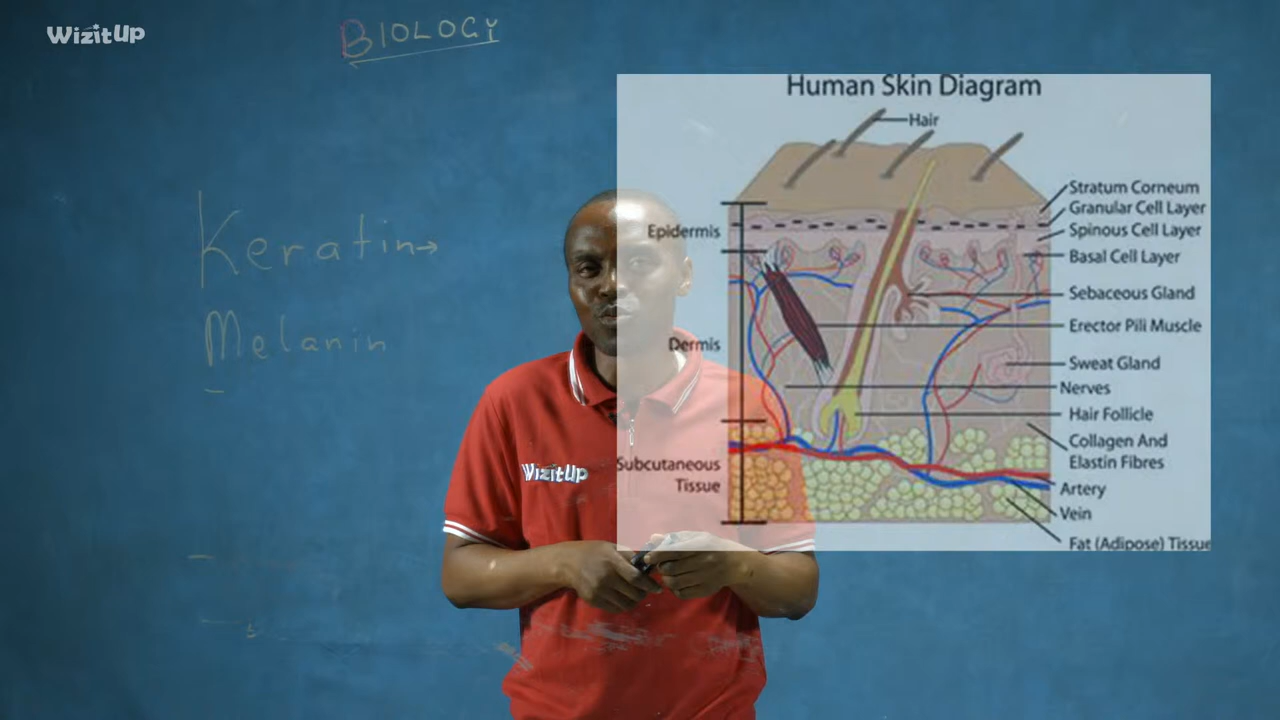 WizitUp
BIOLOGY
Keratin→
Melanin
WizitUp
Human Skin Diagram
Hair
Epidermis
Dermis
Subcutaneous
Tissue
Stratum Corneum
Granular Cell Layer
Spinous Cell Layer
Basal Cell Layer
Sebaceous Gland
Erector Pili Muscle
Sweat Gland
Nerves
Hair Follicle
Collagen And
Elastin Fibres
Artery
Vein
Fat (Adipose) Tissue